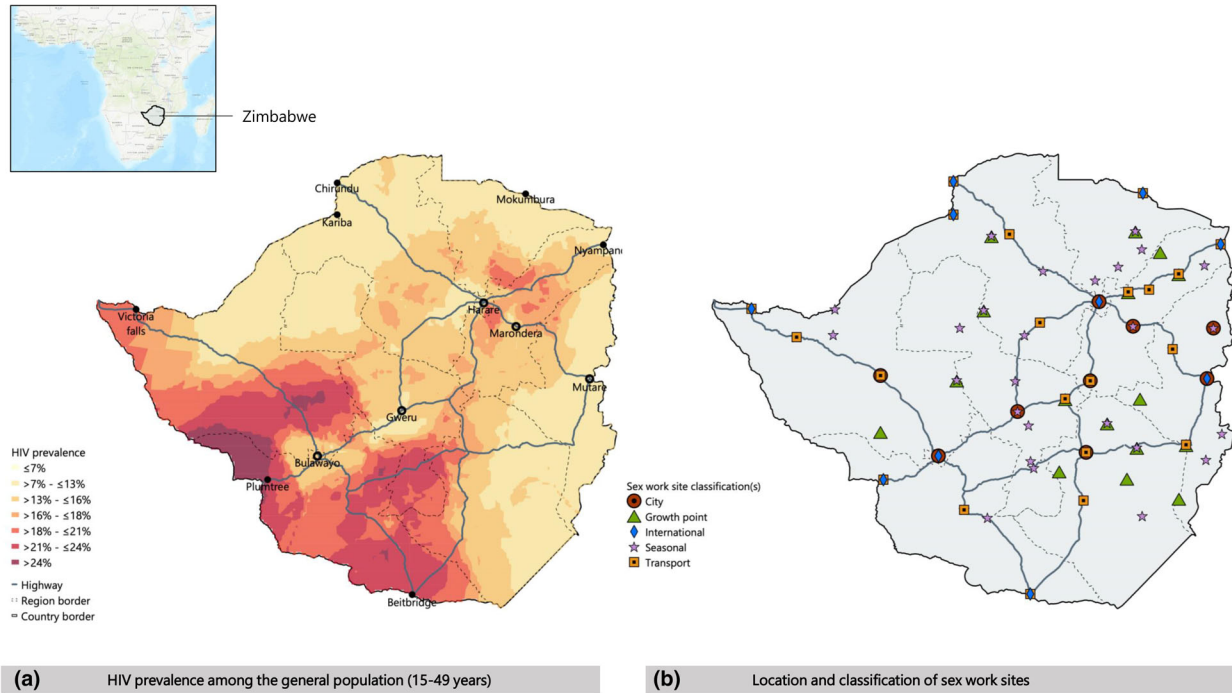 Zimbabwe
Chirundu
Mokumbura
Kariba
Nyampan
Victoria
falls
Harare
Marondera
Mutare
Gweru
Bulawayo
Plumtree
Beitbridge
HIV prevalence
≤7%
>7% - ≤13%
>13% - ≤16%
>16% - ≤18%
>18% - ≤21%
>21% - ≤24%
>24%
Highway
Region border
Country border
Sex work site classification(s)
City
Growth point
International
Seasonal
Transport
(a) HIV prevalence among the general population (15-49 years)
(b) Location and classification of sex work sites